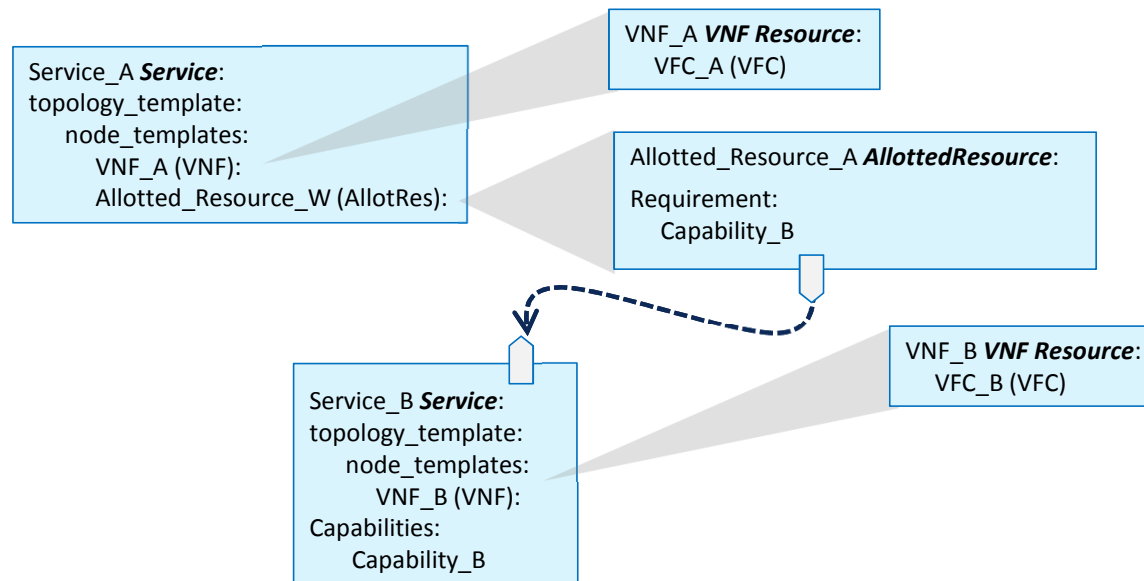 Service_A Service:
topology_template:
node_templates:
VNF_A (VNF):
Allotted_Resource_W (AllotRes):
VNF_A VNF Resource:
VFC_A (VFC)
Allotted_Resource_A AllottedResource:
Requirement:
Capability_B
Service_B Service:
topology_template:
node_templates:
VNF_B (VNF):
Capabilities:
Capability_B
VNF_B VNF Resource:
VFC_B (VFC)